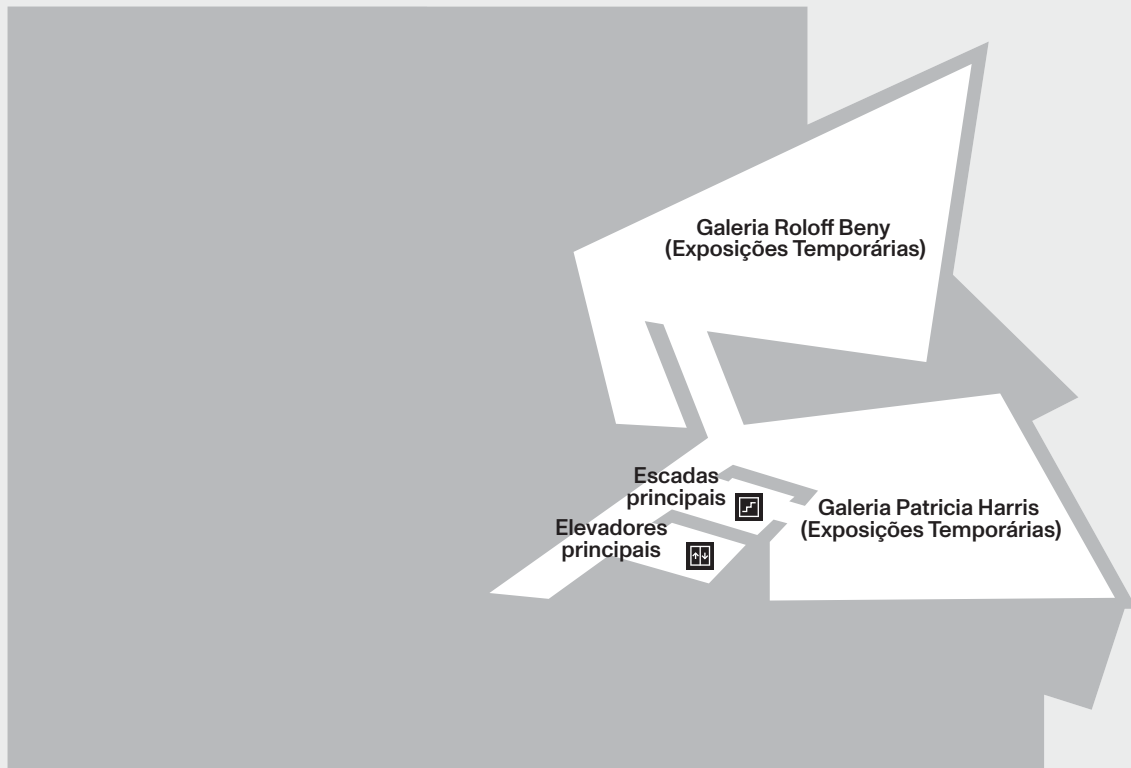 Galeria Roloff Beny
(Exposições Temporárias)
Escadas
principais
Galeria Patricia Harris
(Exposições Temporárias)
Elevadores
principais